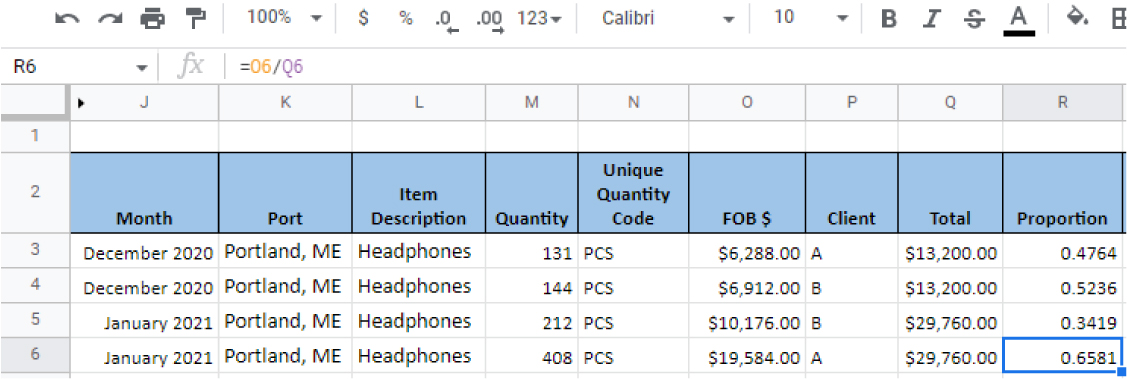 100% $ % .0 .00 123 Calibri 10 B I S A
R6 fx =O6/Q6
J K L M N O P Q R
1
2 Month Port Item Description Quantity Unique Quantity Code FOB $ Client Total Proportion
3 December 2020 Portland, ME Headphones 131 PCS $6,288.00 A $13,200.00 0.4764
4 December 2020 Portland, ME Headphones 144 PCS $6,912.00 B $13,200.00 0.5236
5 January 2021 Portland, ME Headphones 212 PCS $10,176.00 B $29,760.00 0.3419
6 January 2021 Portland, ME Headphones 408 PCS $19,584.00 A $29,760.00 0.6581